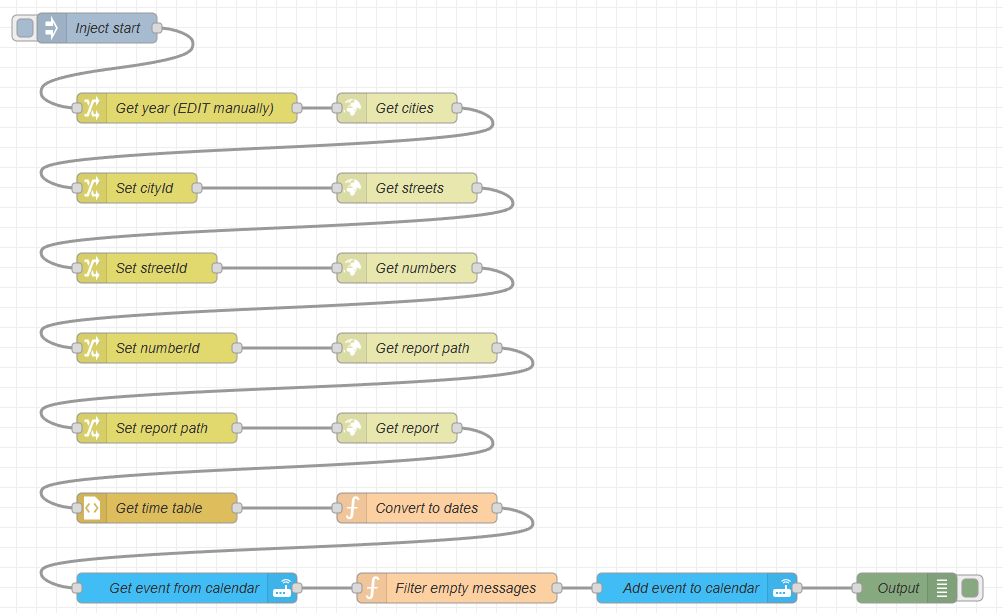 Inject start
Get year (EDIT manually)
Get cities
Set cityId
Get streets
Set streetId
Get numbers
Set numberId
Get report path
Set report path
Get report
Get time table
Convert to dates
Get event from calendar
Filter empty messages
Add event to calendar
Output